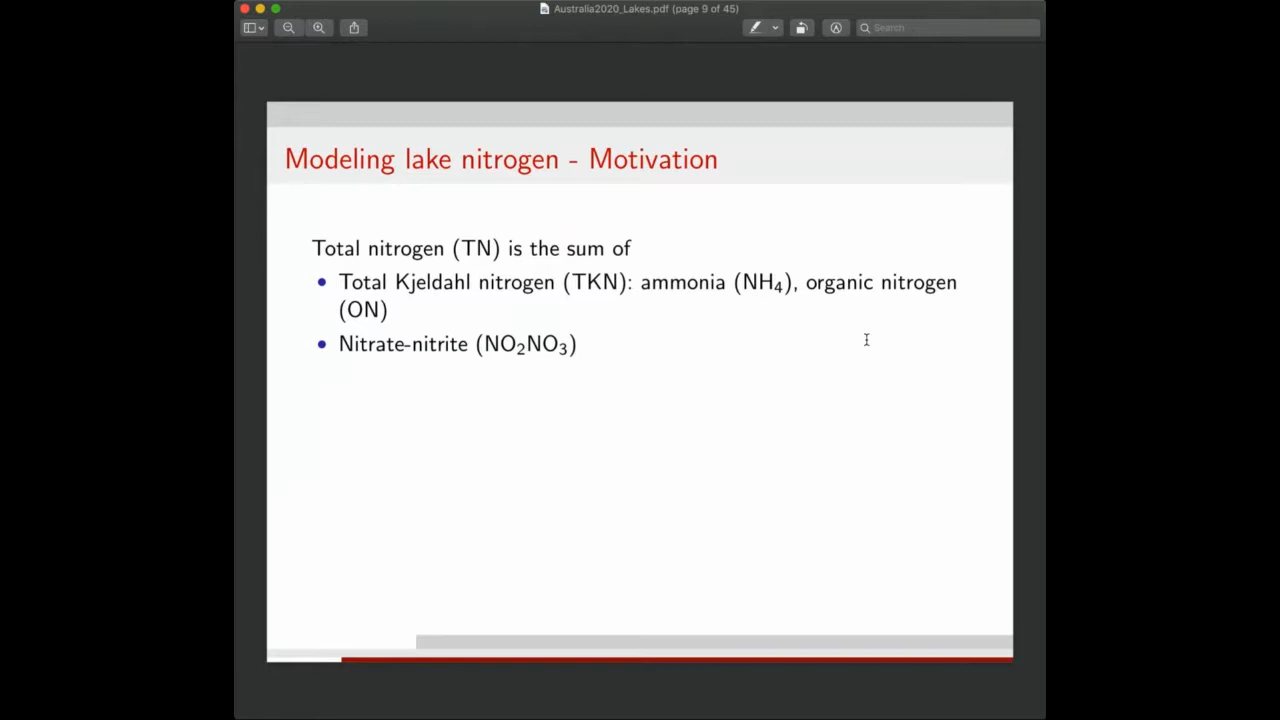 Australia2020_Lakes.pdf (page 9 of 45)
Search
Modeling lake nitrogen - Motivation
Total nitrogen (TN) is the sum of
• Total Kjeldahl nitrogen (TKN): ammonia (NH₄), organic nitrogen
(ON)
• Nitrate-nitrite (NO₂NO₃)